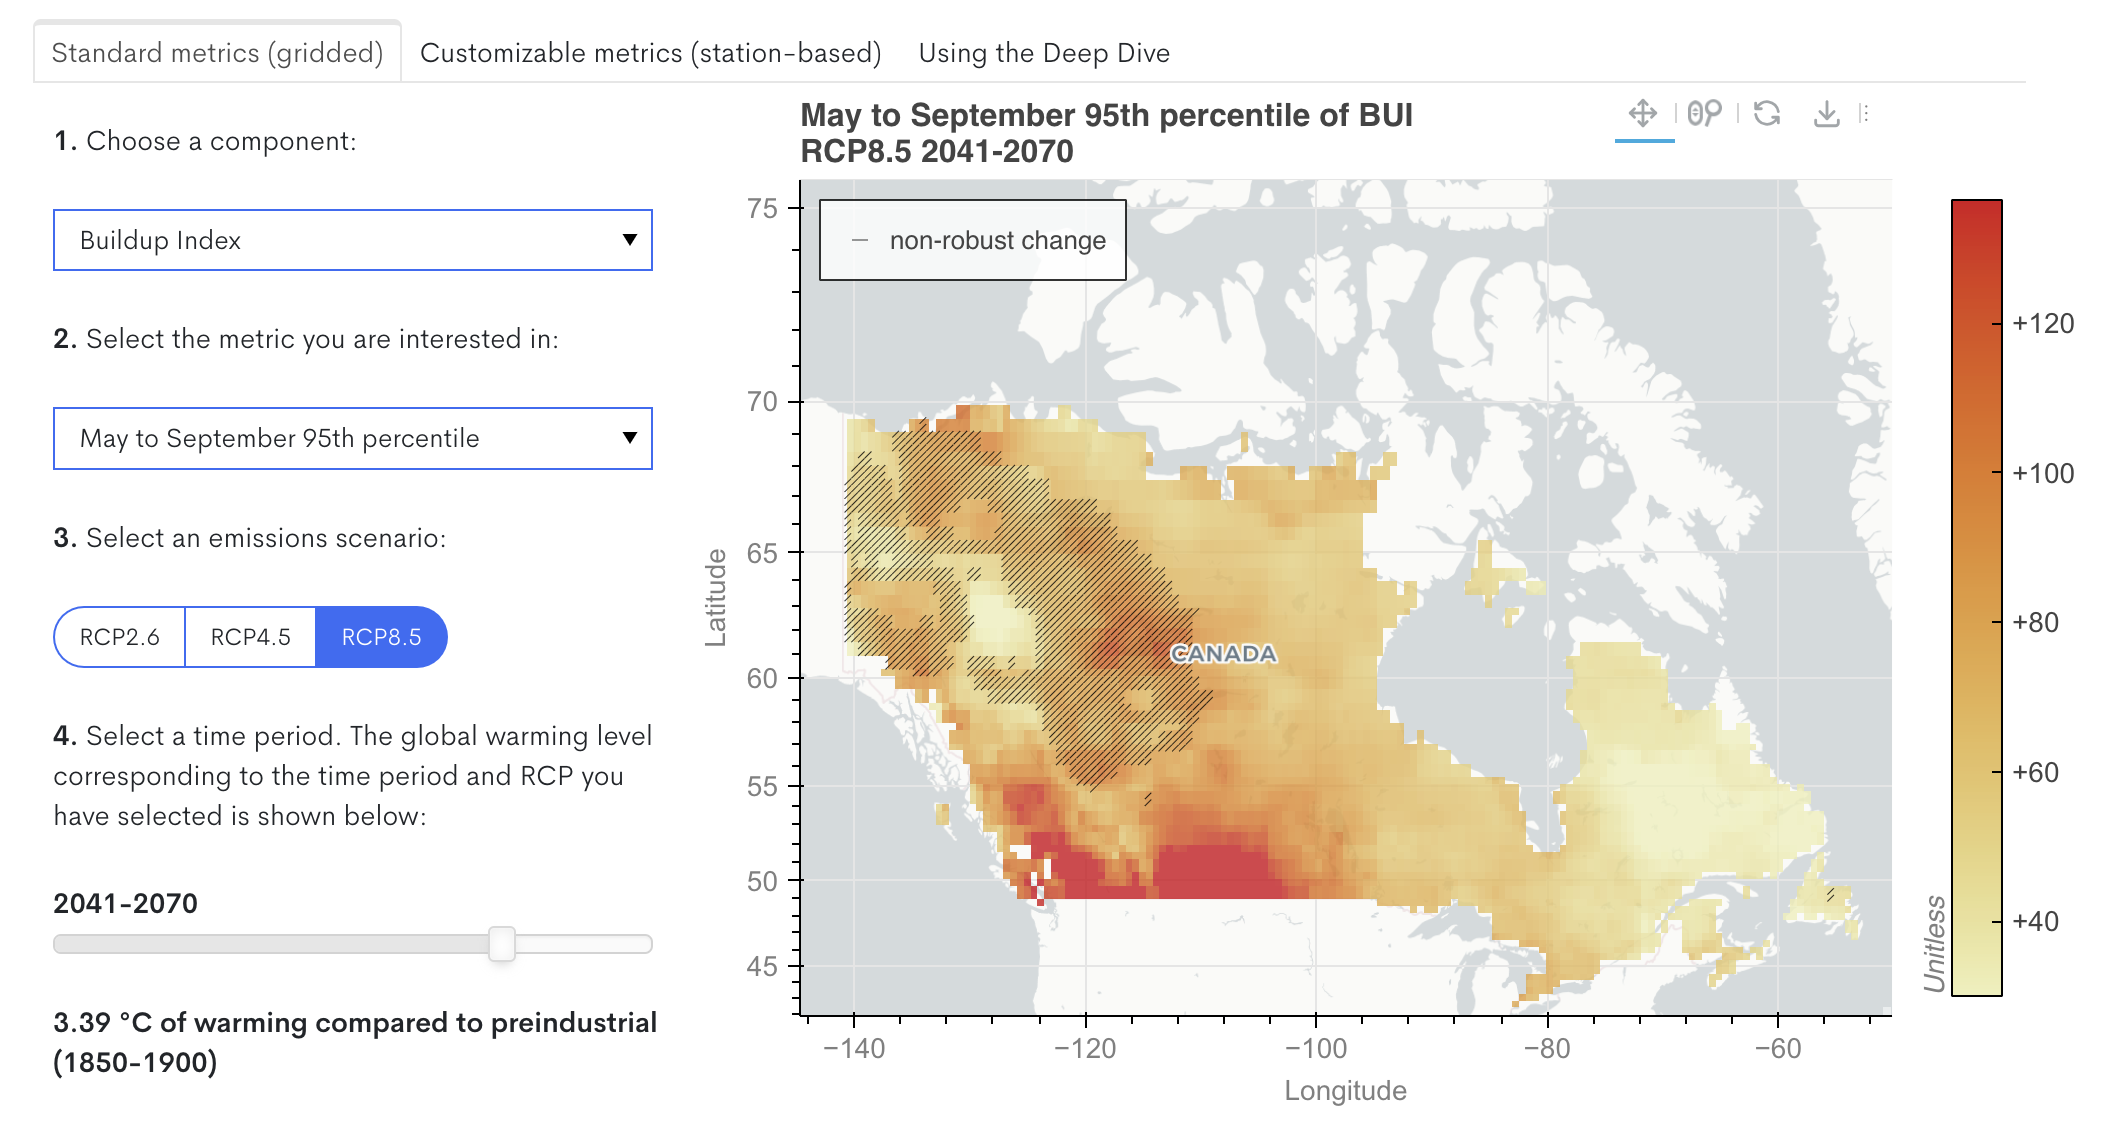 Standard metrics (gridded)
Customizable metrics (station-based)
Using the Deep Dive
1. Choose a component:
Buildup Index
2. Select the metric you are interested in:
May to September 95th percentile
3. Select an emissions scenario:
RCP2.6
RCP4.5
RCP8.5
4. Select a time period. The global warming level
corresponding to the time period and RCP you
have selected is shown below:
2041-2070
3.39 °C of warming compared to preindustrial
(1850-1900)
May to September 95th percentile of BUI
RCP8.5 2041-2070
non-robust change
CANADA
Latitude
75
70
65
60
55
50
45
−140
−120
−100
−80
−60
Longitude
+120
+100
+80
+60
+40
Unitless